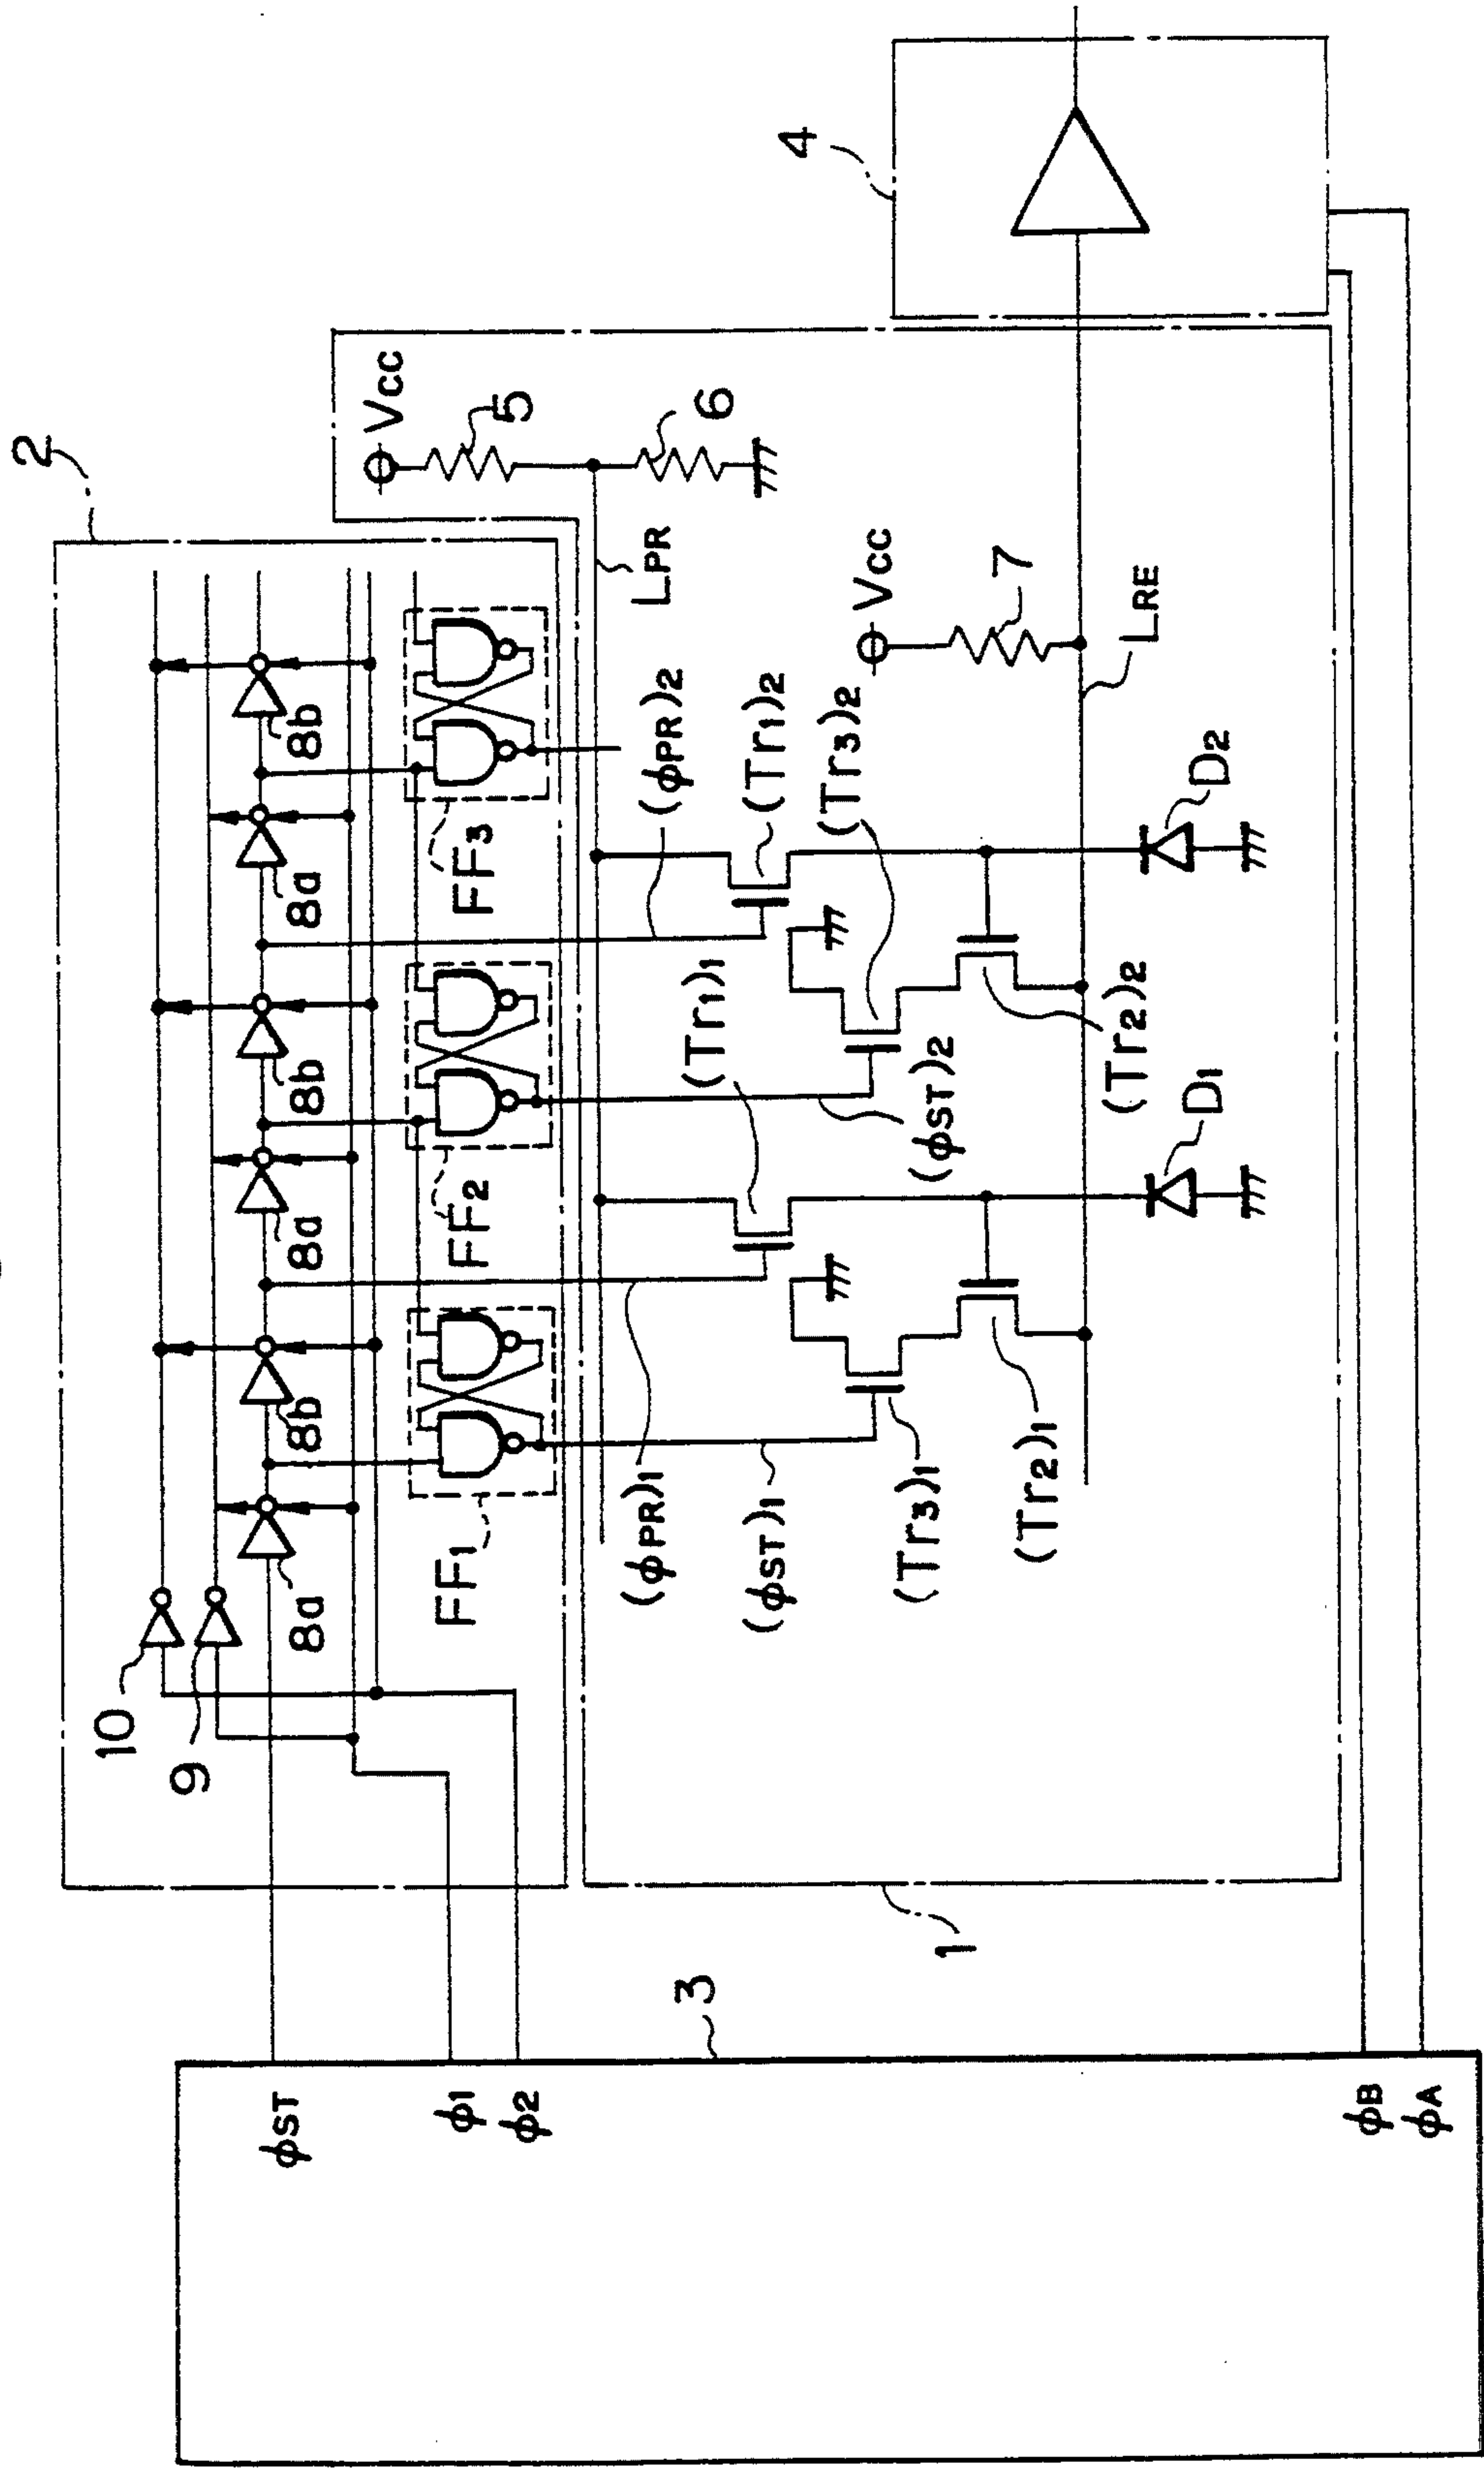 2
10
9
8a
8b
8a
8b
8a
8b
FF1
FF2
FF3
Vcc
5
6
LPR
4
(φPR)1
(φST)1
(Tr3)1
(Tr2)1
(Tr1)1
(φST)2
(φPR)2
(Tr1)2
(Tr3)2
(Tr2)2
Vcc
7
LRE
D1
D2
1
3
φST
φ1
φ2
φB
φA